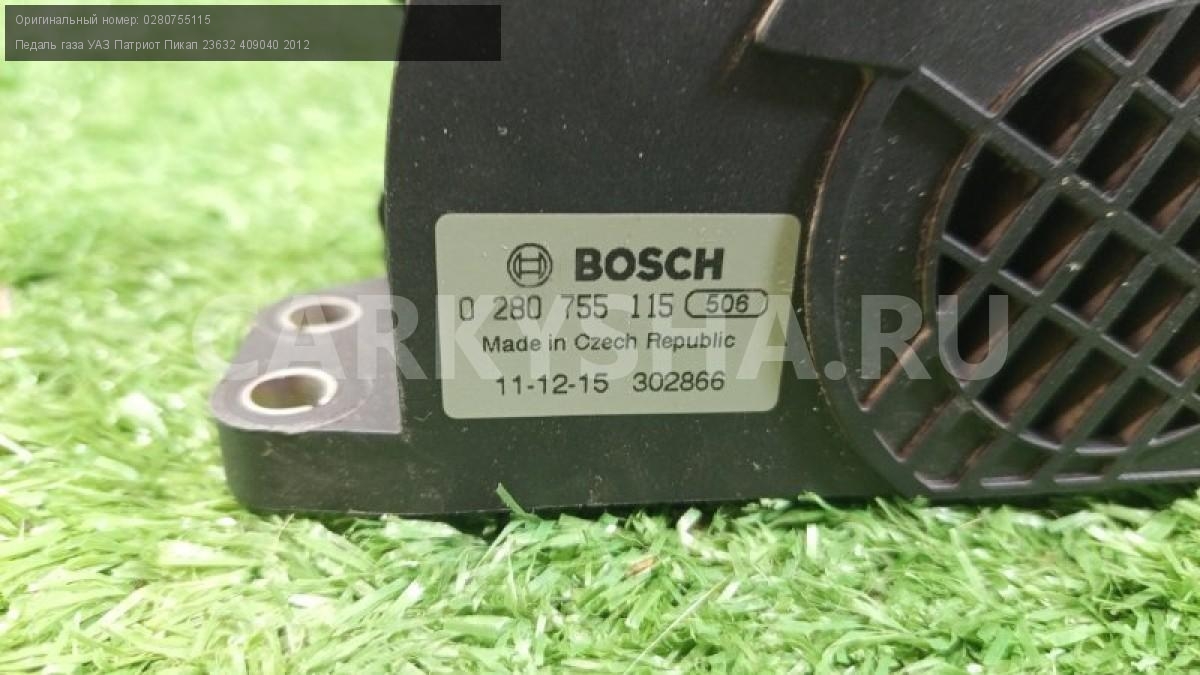 Оригинальный номер: 0280755115
Педаль газа УАЗ Патриот Пикап 23632 409040 2012
BOSCH
0 280 755 115 506
Made in Czech Republic
11-12-15 302866
CARKYSHA.RU